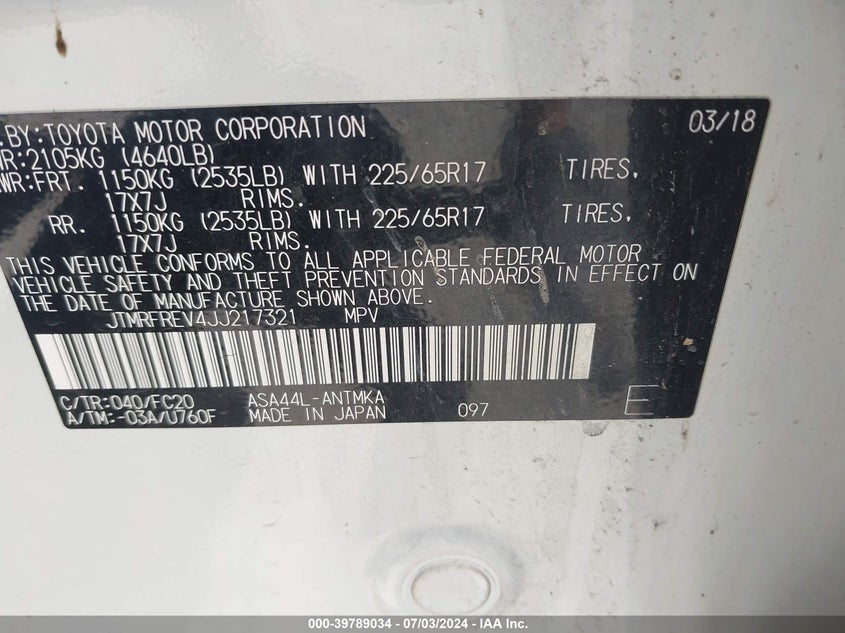 .BY:TOYOTA MOTOR CORPORATION 03/18
WR:2105KG (4640LB)
WR:FRT. 1150KG (2535LB) WITH 225/65R17 TIRES,
17X7J RIMS.
RR. 1150KG (2535LB) WITH 225/65R17 TIRES,
17X7J RIMS.
THIS VEHICLE CONFORMS TO ALL APPLICABLE FEDERAL MOTOR
VEHICLE SAFETY AND THEFT PREVENTION STANDARDS IN EFFECT ON
THE DATE OF MANUFACTURE SHOWN ABOVE.
JTMRFREV4JJ217321 MPV
C/TR:040/FC20 ASA44L-ANTMKA
A/TM:-03A/U760F MADE IN JAPAN 097 E
000-39789034 / 07/03/2024 - IAA Inc.